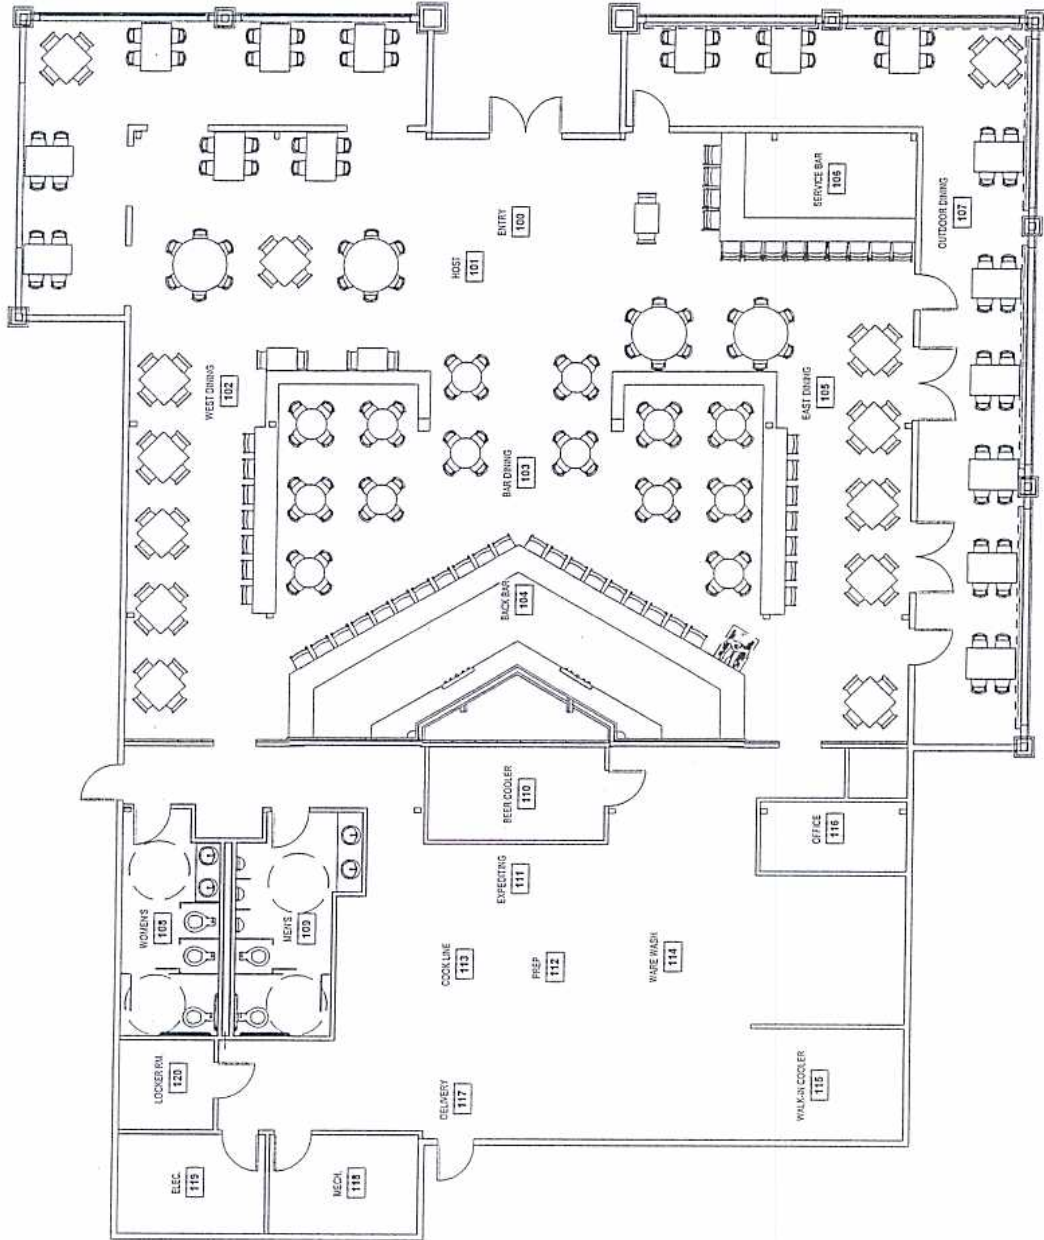 ENTRY
100
HOST
101
WEST DINING
102
BAR DINING
103
BACK BAR
104
EAST DINING
105
SERVICE BAR
106
OUTDOOR DINING
107
WOMEN'S
108
MEN'S
109
BEER COOLER
110
EXPEDITING
111
PREP
112
COOK LINE
113
WARE WASH
114
WALK-IN COOLER
115
OFFICE
116
DELIVERY
117
MECH.
118
ELEC.
119
LOCKER RM.
120